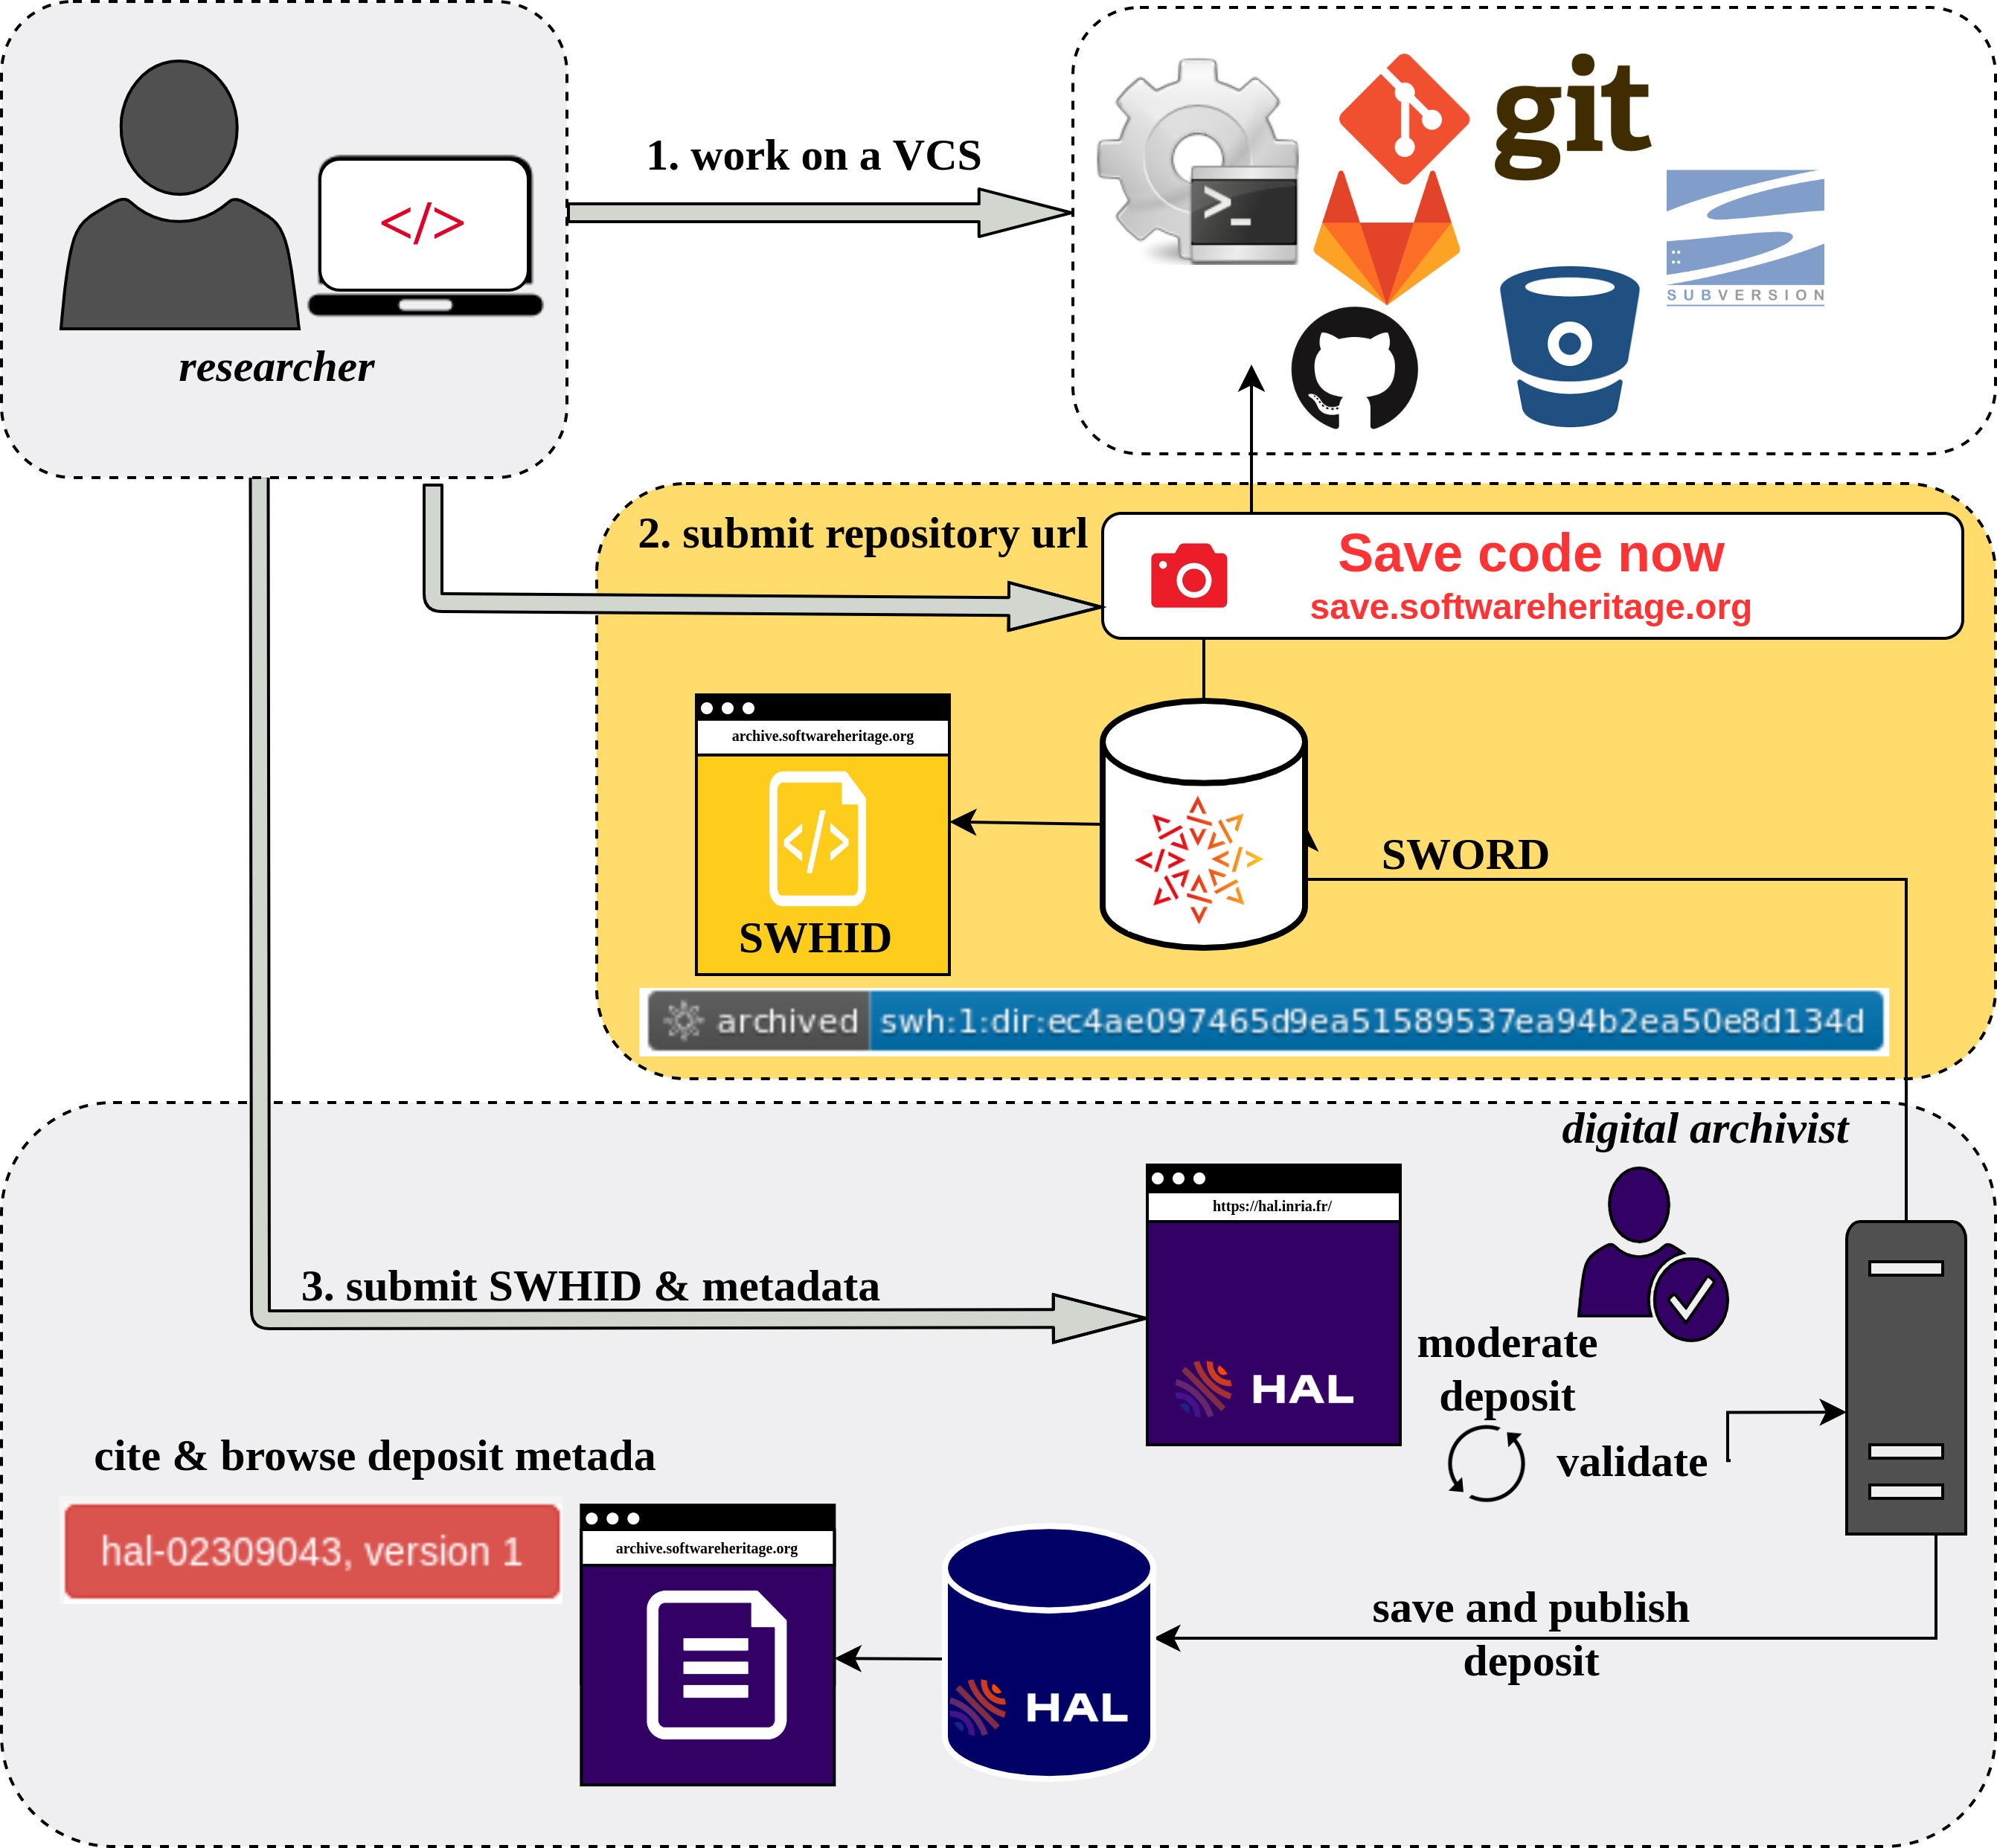 1. work on a VCS
git
</>
SUBVERSION
researcher
2. submit repository url
Save code now
save.softwareheritage.org
archive.softwareheritage.org
</>
SWHID
</>
</>
SWORD
archived swh:1:dir:ec4ae097465d9ea51589537ea94b2ea50e8d134d
digital archivist
https://hal.inria.fr/
3. submit SWHID & metadata
HAL
moderate
deposit
validate
cite & browse deposit metada
hal-02309043, version 1
archive.softwareheritage.org
save and publish
deposit
HAL